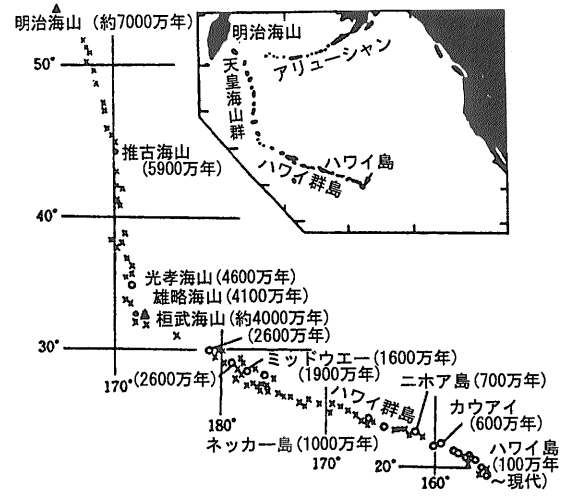 明治海山（約7000万年）
50°
推古海山
（5900万年）
40°
光孝海山（4600万年）
雄略海山（4100万年）
桓武海山（約4000万年）
（2600万年）
30°
170°
（2600万年）
180°
ミッドウエー（1600万年）
（1900万年）
ネッカー島（1000万年）
ハワイ群島
170°
ニホア島（700万年）
カウアイ
（600万年）
ハワイ島
（100万年
～現代）
20°
160°
明治海山
アリューシャン
天皇海山群
ハワイ島
ハワイ群島